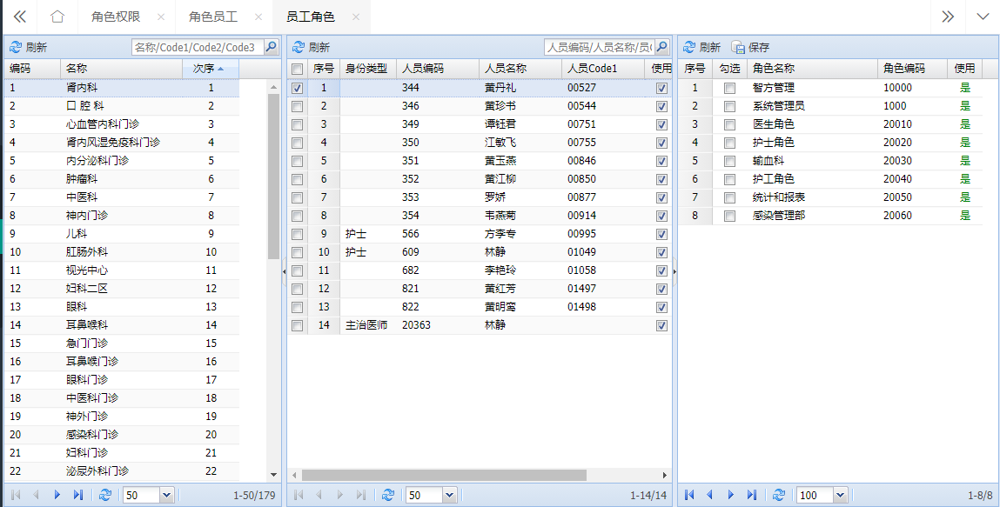 角色权限 × 角色员工 × 员工角色 ×
刷新 名称/Code1/Code2/Code3
编码 名称 次序
1 肾内科 1
2 口 腔 科 2
3 心血管内科门诊 3
4 肾内风湿免疫科门诊 4
5 内分泌科门诊 5
6 肿瘤科 6
7 中医科 7
8 神内门诊 8
9 儿科 9
10 肛肠外科 10
11 视光中心 11
12 妇科二区 12
13 眼科 13
14 耳鼻喉科 14
15 急门门诊 15
16 耳鼻喉门诊 16
17 眼科门诊 17
18 中医科门诊 18
19 神外门诊 19
20 感染科门诊 20
21 妇科门诊 21
22 泌尿外科门诊 22
50 1-50/179
刷新 人员编码/人员名称/员(
序号 身份类型 人员编码 人员名称 人员Code1 使用
1 344 黄丹礼 00527
2 346 黄珍书 00544
3 349 谭钰君 00751
4 350 江敏飞 00755
5 351 黄玉燕 00846
6 352 黄江柳 00850
7 353 罗娇 00877
8 354 韦燕菊 00914
9 护士 566 方李专 00995
10 护士 609 林静 01049
11 682 李艳玲 01058
12 821 黄红芳 01497
13 822 黄明鸾 01498
14 主治医师 20363 林静
50 1-14/14
刷新 保存
序号 勾选 角色名称 角色编码 使用
1 智方管理 10000 是
2 系统管理员 1000 是
3 医生角色 20010 是
4 护士角色 20020 是
5 输血科 20030 是
6 护工角色 20040 是
7 统计和报表 20050 是
8 感染管理部 20060 是
100 1-8/8